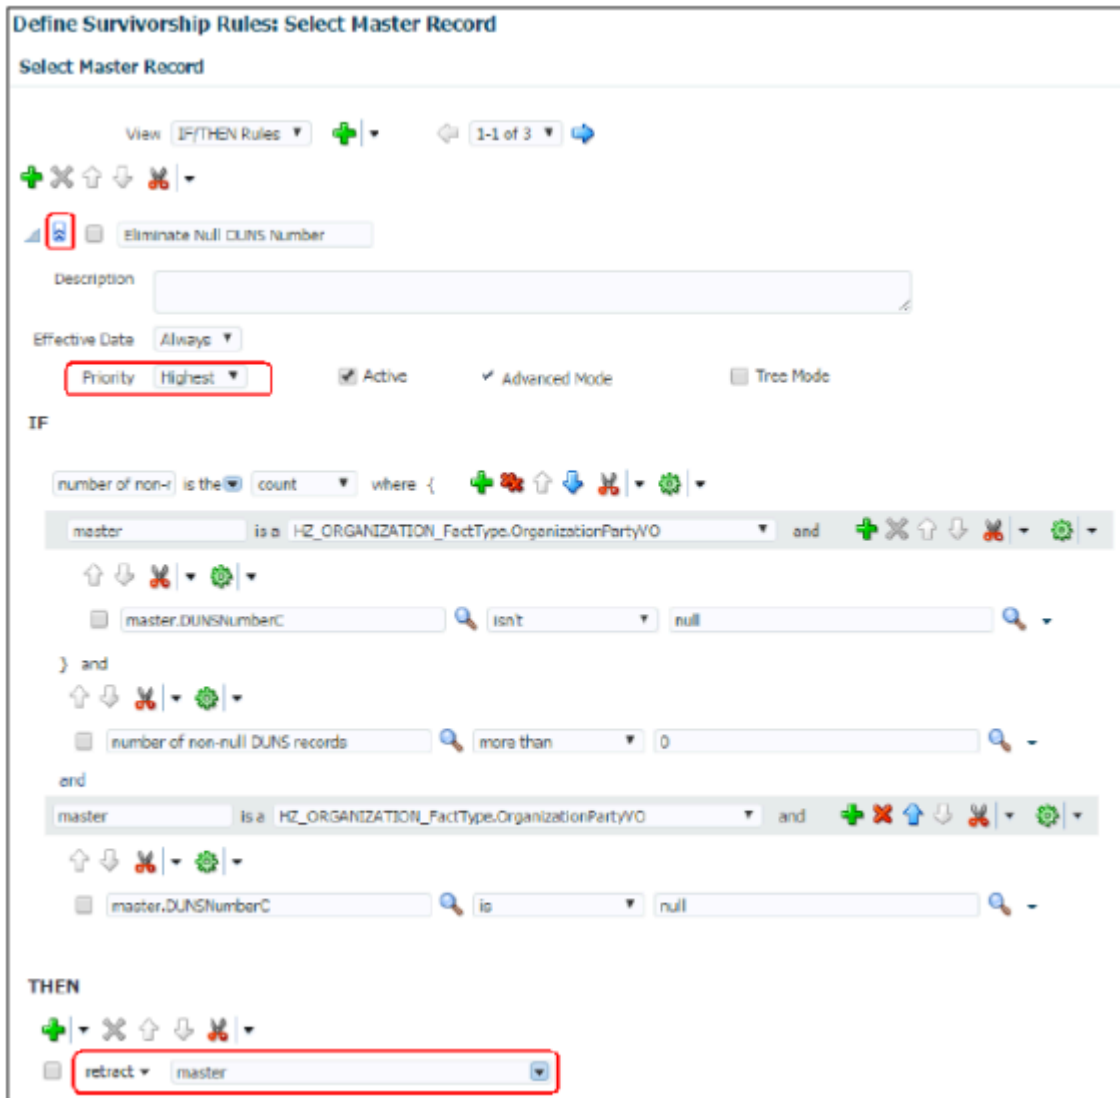 Define Survivorship Rules: Select Master Record
Select Master Record
View IF/THEN Rules 1-1 of 3
Eliminate Null DUNS Number
Description
Effective Date Always
Priority Highest Active Advanced Mode Tree Mode
IF
number of non-r is the count where {
master is a HZ_ORGANIZATION_FactType.OrganizationPartyVO and
master.DUNSNumberC isn't null
} and
number of non-null DUNS records more than 0
and
master is a HZ_ORGANIZATION_FactType.OrganizationPartyVO and
master.DUNSNumberC is null
THEN
retract master